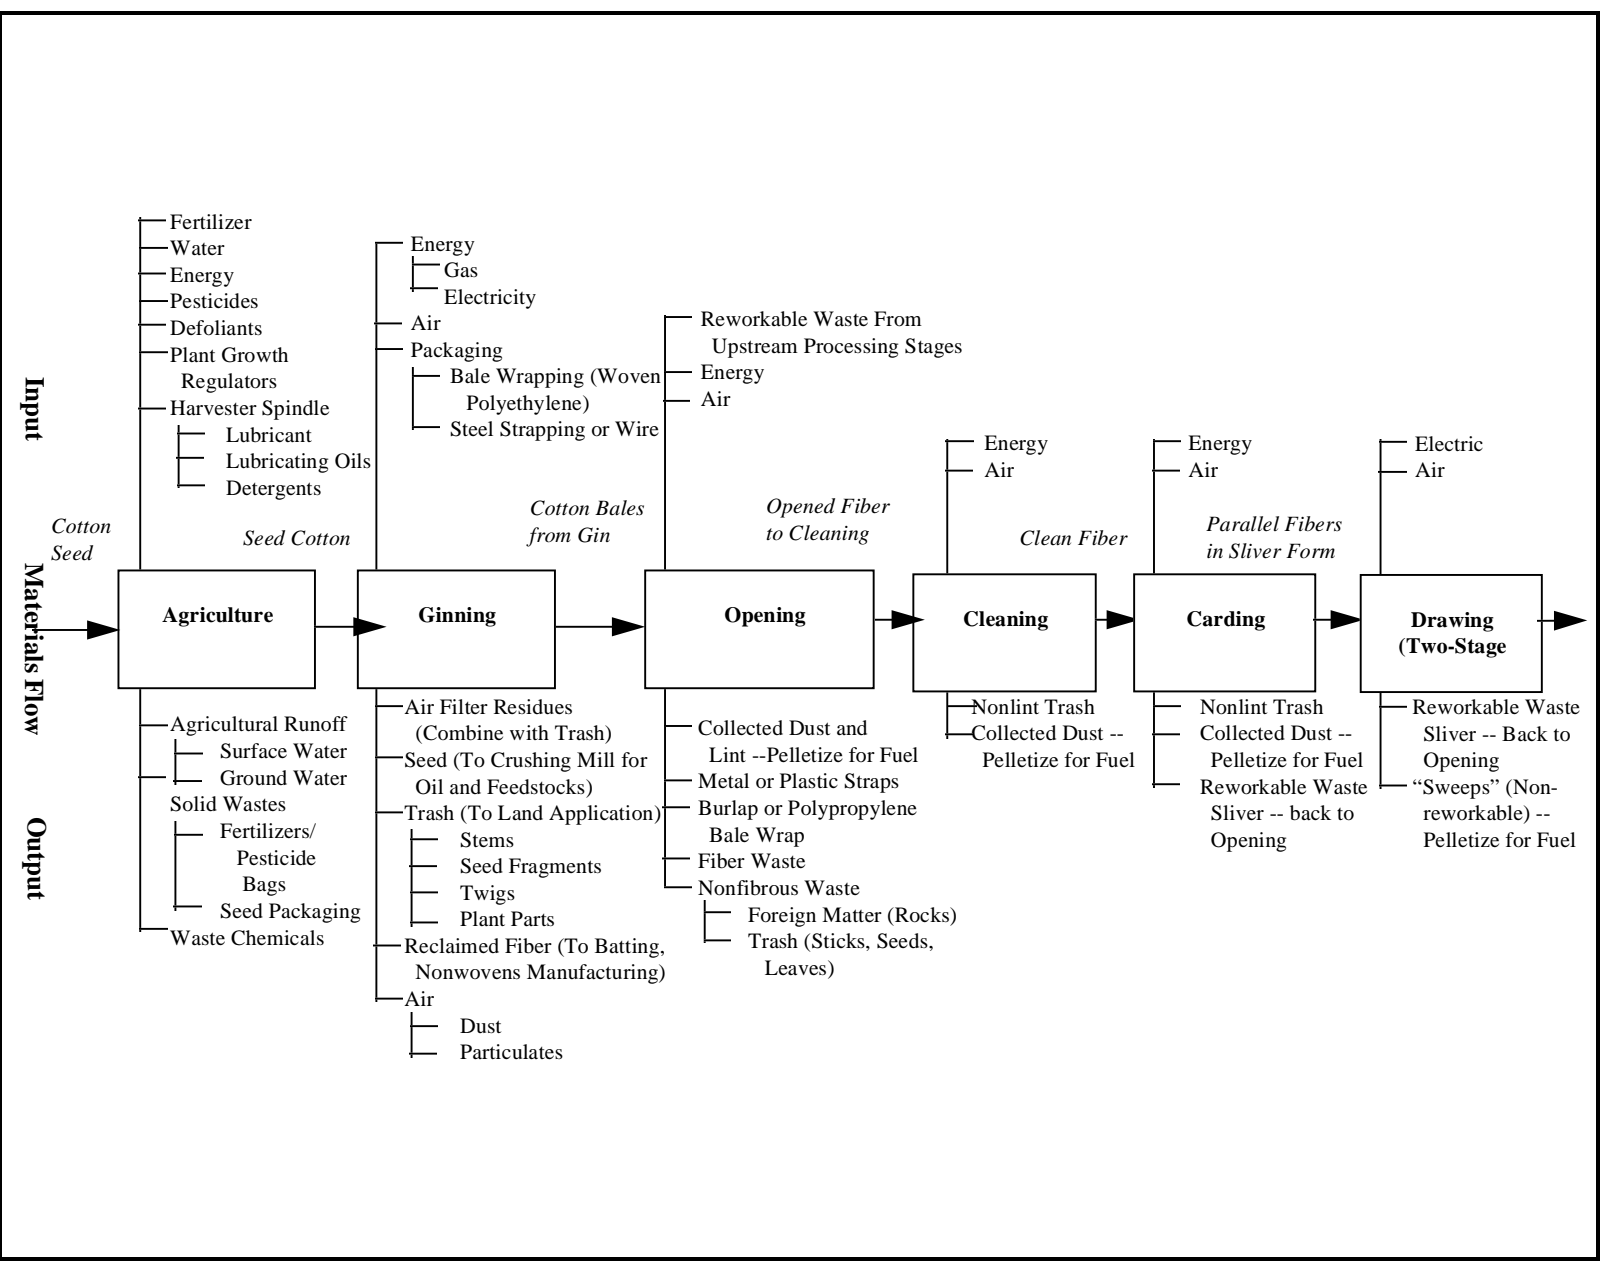 Input
Materials Flow
Output
Fertilizer
Water
Energy
Pesticides
Defoliants
Plant Growth
Regulators
Harvester Spindle
Lubricant
Lubricating Oils
Detergents
Cotton
Seed
Agriculture
Agricultural Runoff
Surface Water
Ground Water
Solid Wastes
Fertilizers/
Pesticide
Bags
Seed Packaging
Waste Chemicals
Seed Cotton
Energy
Gas
Electricity
Air
Packaging
Bale Wrapping (Woven
Polyethylene)
Steel Strapping or Wire
Ginning
Air Filter Residues
(Combine with Trash)
Seed (To Crushing Mill for
Oil and Feedstocks)
Trash (To Land Application)
Stems
Seed Fragments
Twigs
Plant Parts
Reclaimed Fiber (To Batting,
Nonwovens Manufacturing)
Air
Dust
Particulates
Cotton Bales
from Gin
Reworkable Waste From
Upstream Processing Stages
Energy
Air
Opening
Collected Dust and
Lint --Pelletize for Fuel
Metal or Plastic Straps
Burlap or Polypropylene
Bale Wrap
Fiber Waste
Nonfibrous Waste
Foreign Matter (Rocks)
Trash (Sticks, Seeds,
Leaves)
Opened Fiber
to Cleaning
Energy
Air
Cleaning
Nonlint Trash
Collected Dust --
Pelletize for Fuel
Clean Fiber
Energy
Air
Carding
Nonlint Trash
Collected Dust --
Pelletize for Fuel
Reworkable Waste
Sliver -- back to
Opening
Parallel Fibers
in Sliver Form
Electric
Air
Drawing
(Two-Stage
Reworkable Waste
Sliver -- Back to
Opening
“Sweeps” (Non-
reworkable) --
Pelletize for Fuel